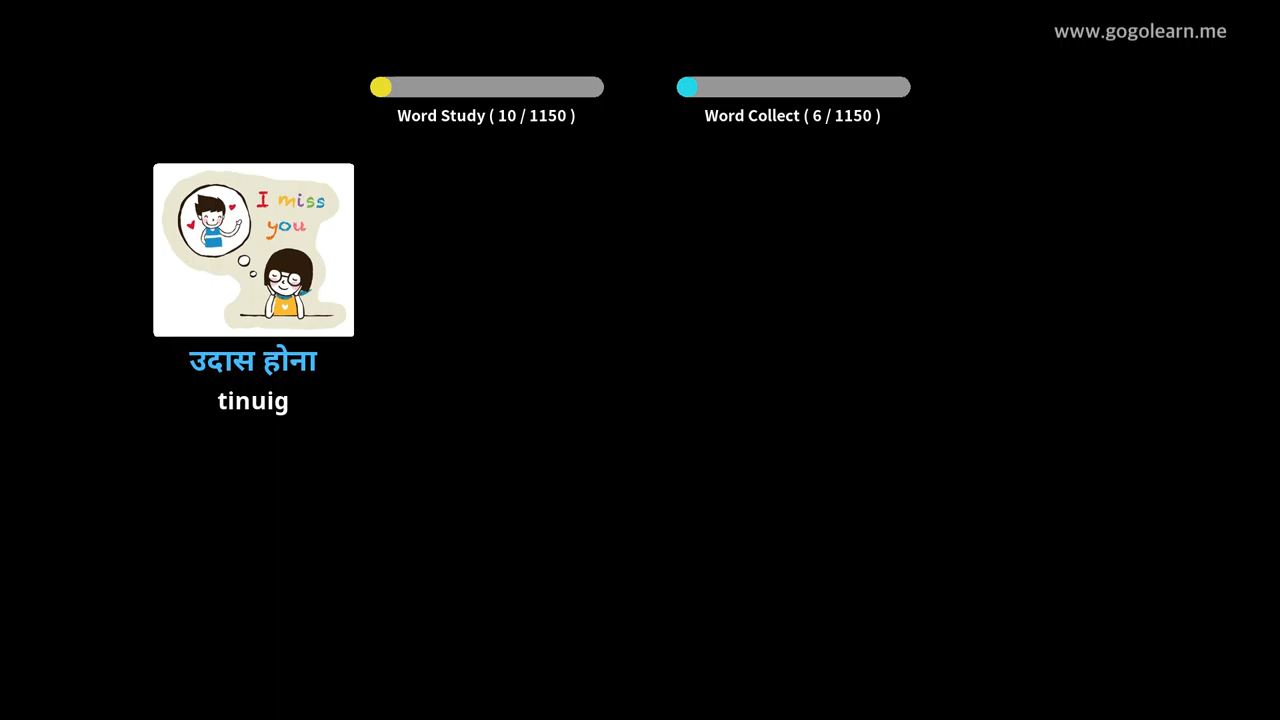 www.gogolearn.me
Word Study ( 10 / 1150 )
Word Collect ( 6 / 1150 )
I miss
you
उदास होना
tinuig